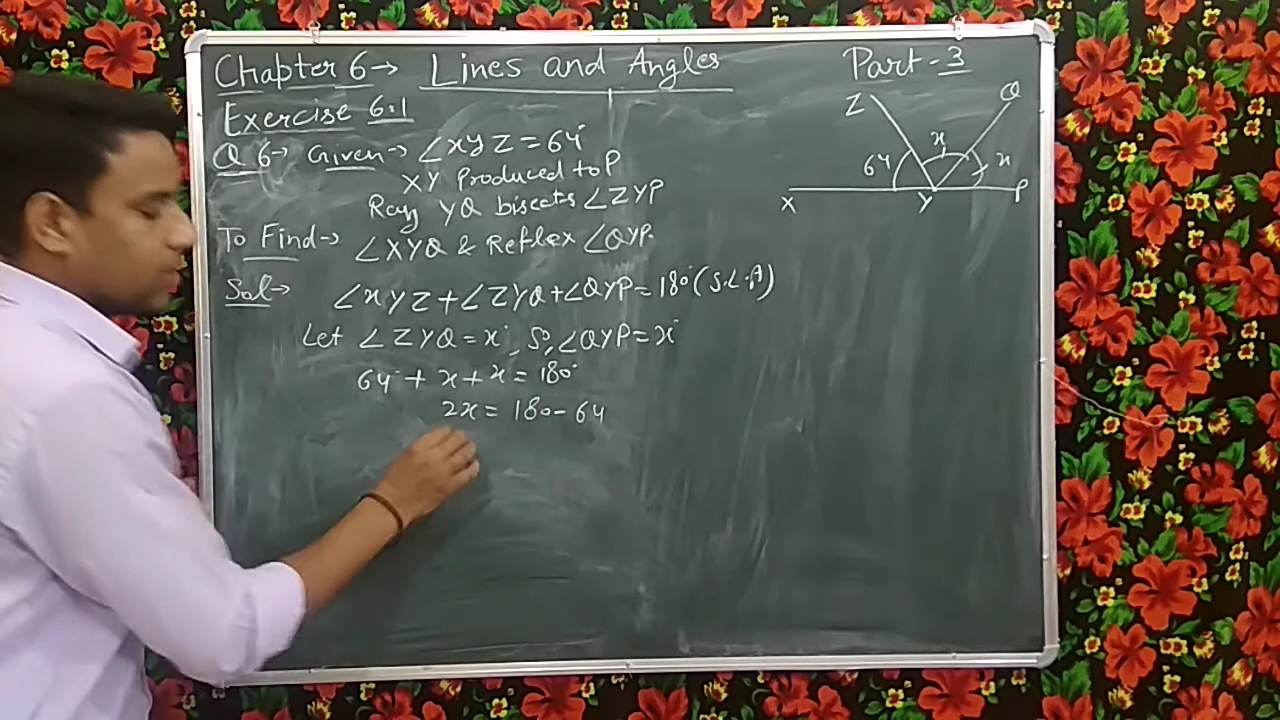 Chapter 6→ Lines and Angles Part-3
Exercise 6.1
Q 6→ Given→ ∠XYZ = 64°
XY Produced to P
Ray YQ bisects ∠ZYP
To Find→ ∠XYQ & Reflex ∠QYP.
Sol→ ∠XYZ + ∠ZYQ + ∠QYP = 180° (S.L.A)
Let ∠ZYQ = x°, So, ∠QYP = x°
64° + x + x = 180°
2x = 180 - 64
Z Q
64 x x
X Y P